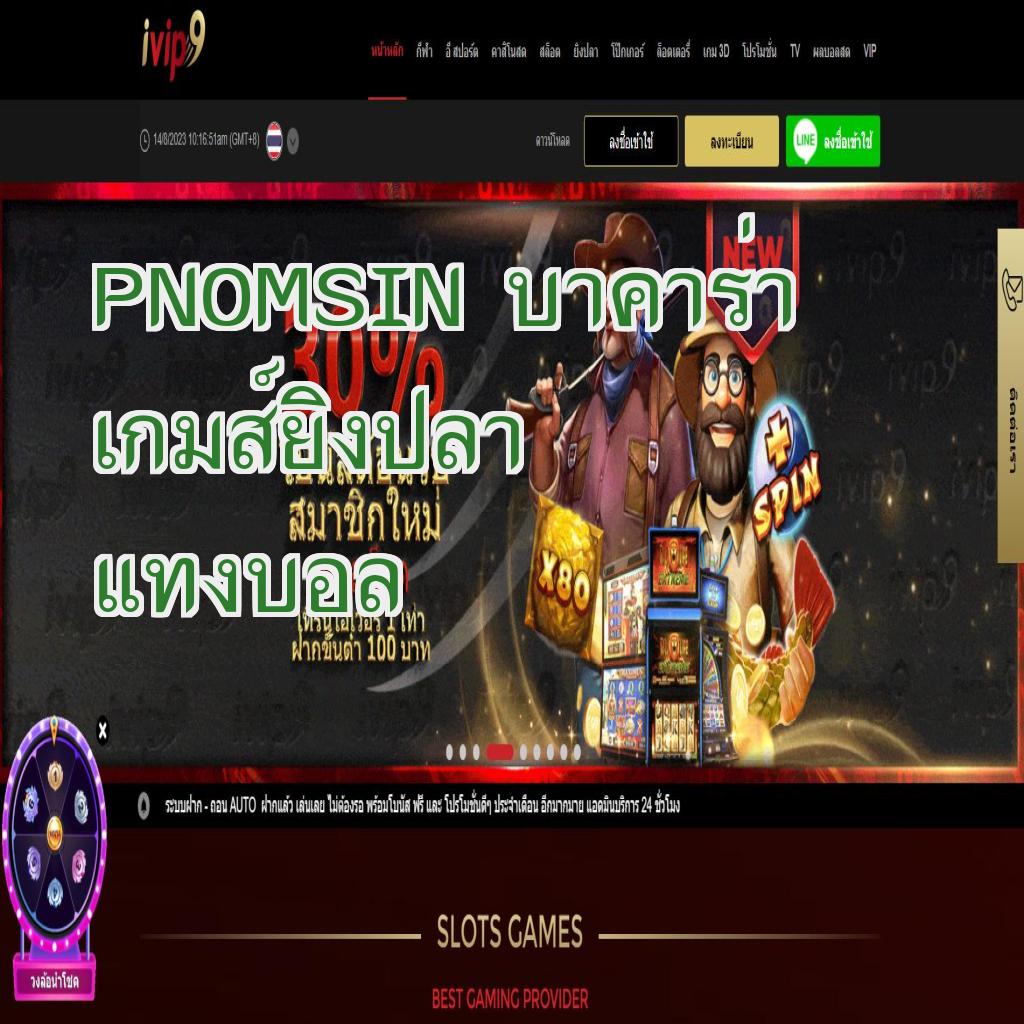 ivip9
หน้าหลัก กีฬา อี สปอร์ต คาสิโนสด สล็อต ยิงปลา โป๊กเกอร์ ล็อตเตอรี่ เกม 3D โปรโมชั่น TV ผลบอลสด VIP
14/8/2023 10:16:51am (GMT+8)
ดาวน์โหลด ลงชื่อเข้าใช้ ลงทะเบียน LINE ลงชื่อเข้าใช้
NEW
PNOMSIN บาคาร่า
30%
เกมส์ยิงปลา
สมาชิกใหม่
+ SPIN
X80
แทงบอล
ฝากขั้นต่ำ 100 บาท
ติดต่อเรา
X
ระบบฝาก - ถอน AUTO ฝากแล้ว เล่นเลย ไม่ต้องรอ พร้อมโบนัส ฟรี และ โปรโมชั่นดีๆ ประจำเดือน อีกมากมาย แอดมินบริการ 24 ชั่วโมง
SLOTS GAMES
วงล้อนำโชค
BEST GAMING PROVIDER